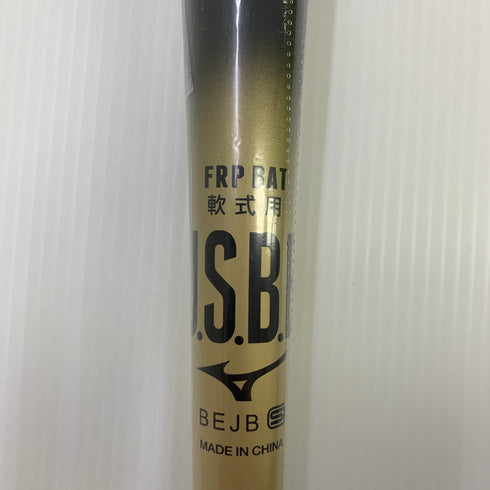 FRP BAT
軟式用
J.S.B.B
BEJB S
MADE IN CHINA